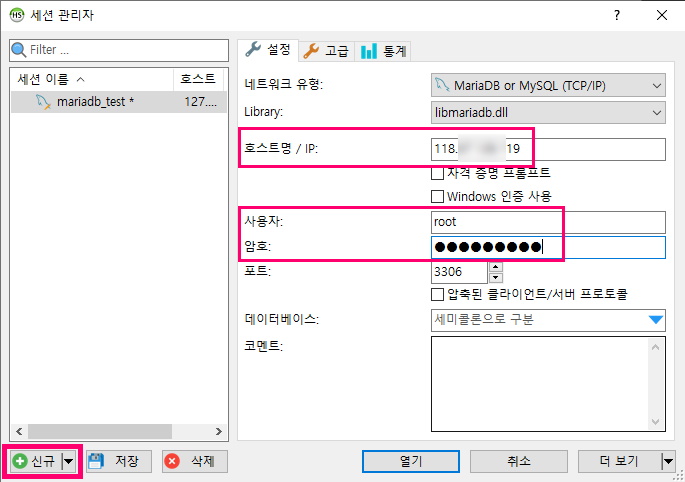 HS 세션 관리자
Filter ...
세션 이름 호스트
mariadb_test * 127....
설정 고급 통계
네트워크 유형: MariaDB or MySQL (TCP/IP)
Library: libmariadb.dll
호스트명 / IP: 118. 19
자격 증명 프롬프트
Windows 인증 사용
사용자: root
암호: ●●●●●●●●●
포트: 3306
압축된 클라이언트/서버 프로토콜
데이터베이스: 세미콜론으로 구분
코멘트:
신규 저장 삭제 열기 취소 더 보기